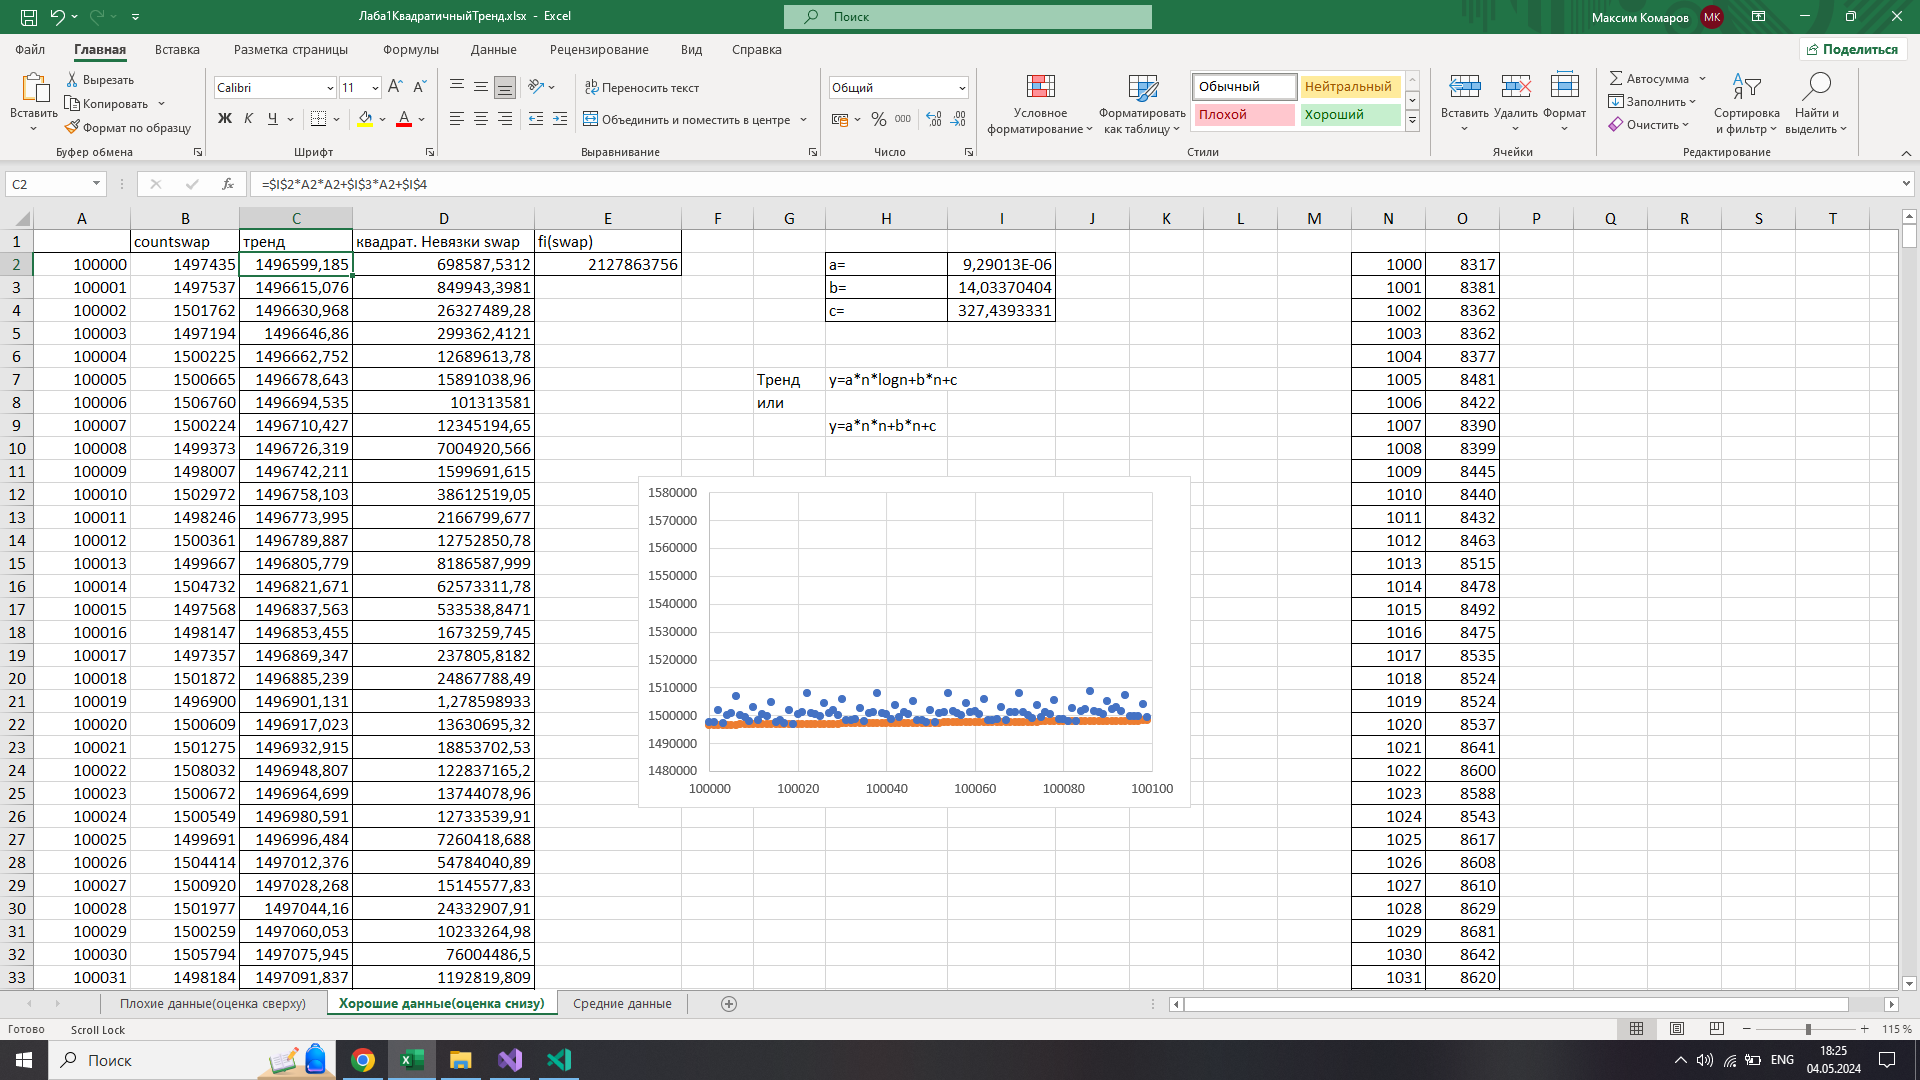 Лаба1КвадратичныйТренд.xlsx - Excel
Поиск
Максим Комаров
МК
Файл Главная Вставка Разметка страницы Формулы Данные Рецензирование Вид Справка
Поделиться
Вставить
Вырезать
Копировать
Формат по образцу
Буфер обмена
Calibri 11
Ж К Ч А
Шрифт
Переносить текст
Объединить и поместить в центре
Выравнивание
Общий
% 000
Число
Условное форматирование
Форматировать как таблицу
Обычный Нейтральный
Плохой Хороший
Стили
Вставить Удалить Формат
Ячейки
Автосумма
Заполнить
Очистить
Сортировка и фильтр
Найти и выделить
Редактирование
C2 fx =$I$2*A2*A2+$I$3*A2+$I$4
A B C D E F G H I J K L M N O P Q R S T
1 countswap тренд квадрат. Невязки swap fi(swap)
2 100000 1497435 1496599,185 698587,5312 2127863756 a= 9,29013E-06 1000 8317
3 100001 1497537 1496615,076 849943,3981 b= 14,03370404 1001 8381
4 100002 1501762 1496630,968 26327489,28 c= 327,4393331 1002 8362
5 100003 1497194 1496646,86 299362,4121 1003 8362
6 100004 1500225 1496662,752 12689613,78 1004 8377
7 100005 1500665 1496678,643 15891038,96 Тренд y=a*n*logn+b*n+c 1005 8481
8 100006 1506760 1496694,535 101313581 или 1006 8422
9 100007 1500224 1496710,427 12345194,65 y=a*n*n+b*n+c 1007 8390
10 100008 1499373 1496726,319 7004920,566 1008 8399
11 100009 1498007 1496742,211 1599691,615 1009 8445
12 100010 1502972 1496758,103 38612519,05 1010 8440
13 100011 1498246 1496773,995 2166799,677 1011 8432
14 100012 1500361 1496789,887 12752850,78 1012 8463
15 100013 1499667 1496805,779 8186587,999 1013 8515
16 100014 1504732 1496821,671 62573311,78 1014 8478
17 100015 1497568 1496837,563 533538,8471 1015 8492
18 100016 1498147 1496853,455 1673259,745 1016 8475
19 100017 1497357 1496869,347 237805,8182 1017 8535
20 100018 1501872 1496885,239 24867788,49 1018 8524
21 100019 1496900 1496901,131 1,278598933 1019 8524
22 100020 1500609 1496917,023 13630695,32 1020 8537
23 100021 1501275 1496932,915 18853702,53 1021 8641
24 100022 1508032 1496948,807 122837165,2 1022 8600
25 100023 1500672 1496964,699 13744078,96 1023 8588
26 100024 1500549 1496980,591 12733539,91 1024 8543
27 100025 1499691 1496996,484 7260418,688 1025 8617
28 100026 1504414 1497012,376 54784040,89 1026 8608
29 100027 1500920 1497028,268 15145577,83 1027 8610
30 100028 1501977 1497044,16 24332907,91 1028 8629
31 100029 1500259 1497060,053 10233264,98 1029 8681
32 100030 1505794 1497075,945 76004486,5 1030 8642
33 100031 1498184 1497091,837 1192819,809 1031 8620
1580000
1570000
1560000
1550000
1540000
1530000
1520000
1510000
1500000
1490000
1480000
100000 100020 100040 100060 100080 100100
Плохие данные(оценка сверху) Хорошие данные(оценка снизу) Средние данные
Готово Scroll Lock 115 %
Поиск
ENG
18:25
04.05.2024